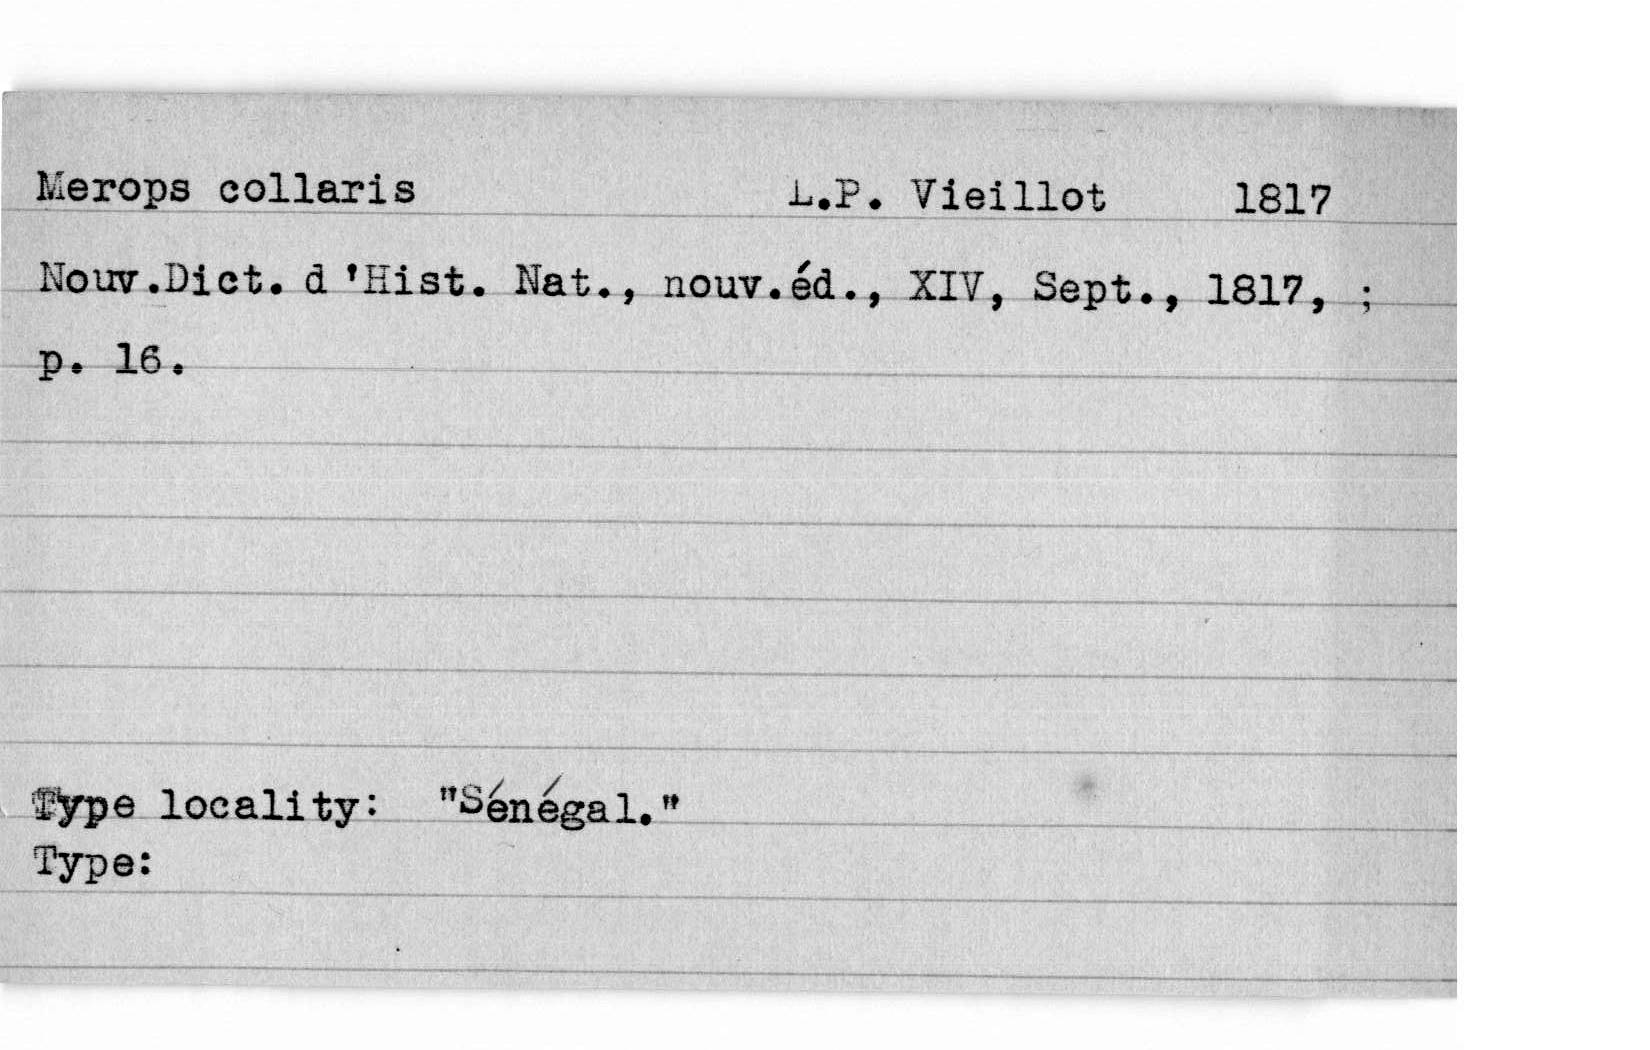 Merops collaris L.P. Vieillot 1817
Nouv.Dict. d'Hist. Nat., nouv.éd., XIV, Sept., 1817, ;
p. 16.
Type locality: "Sénégal."
Type: